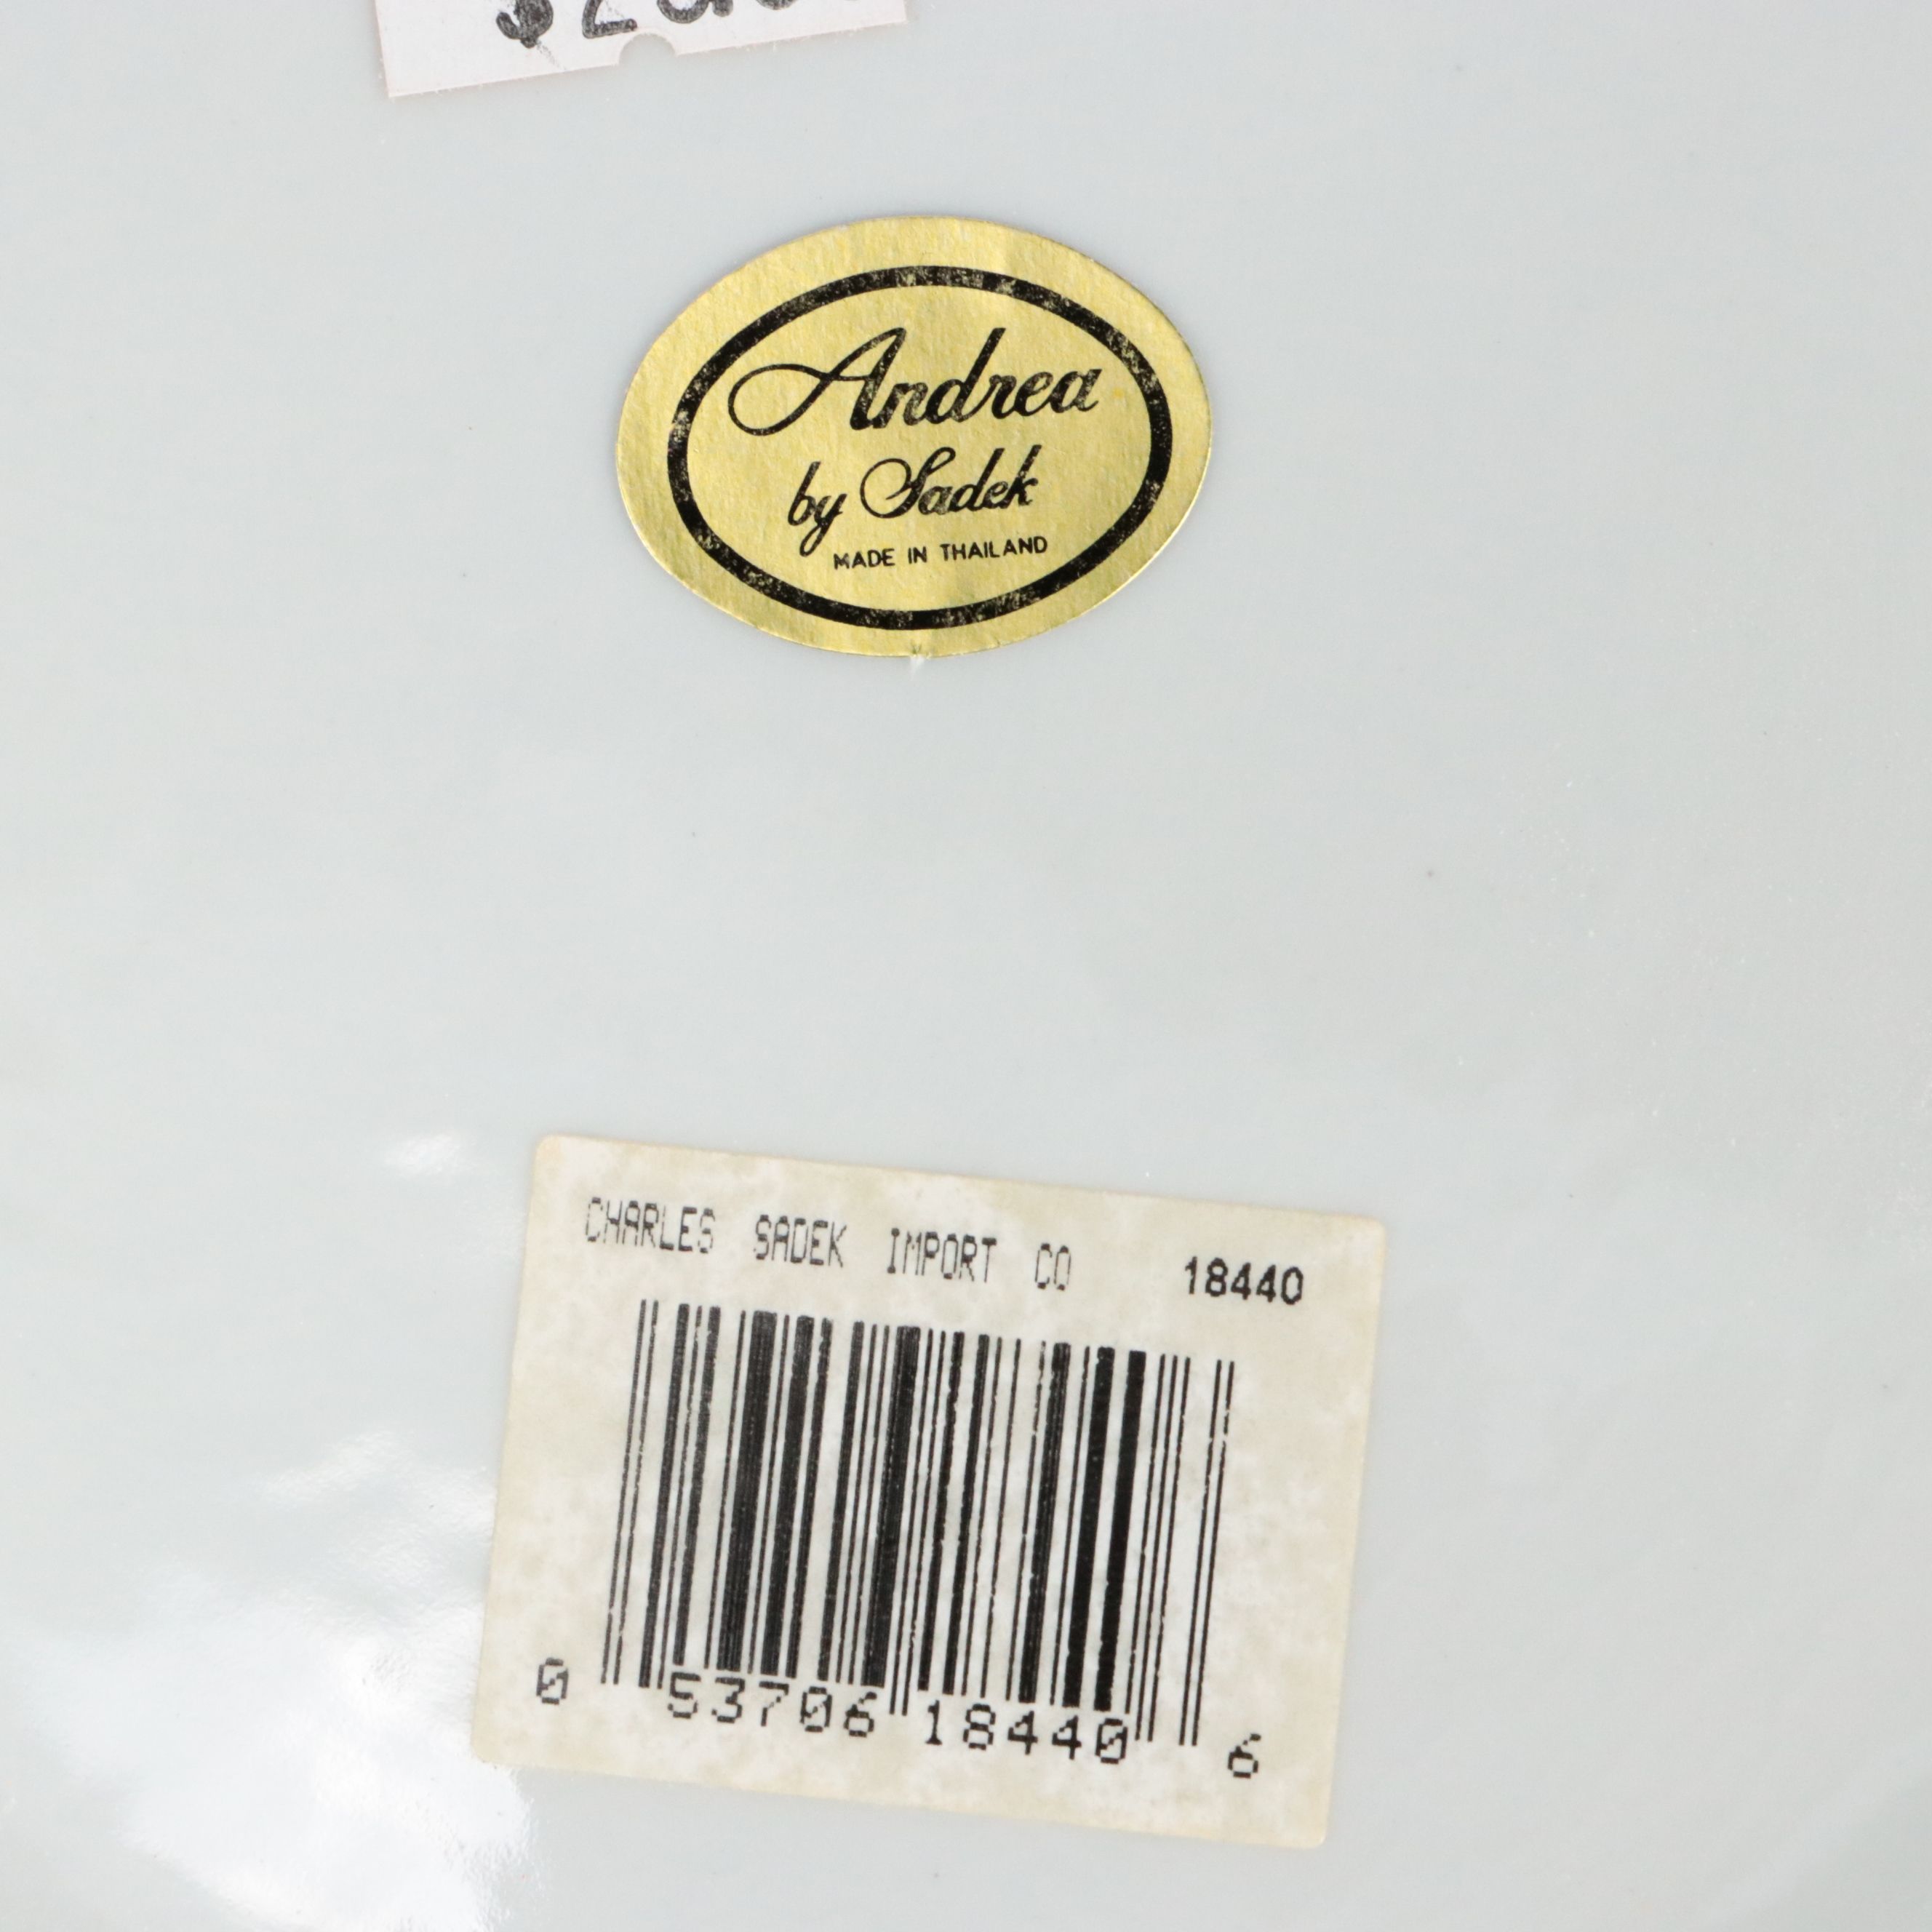 Andrea
by Sadek
MADE IN THAILAND
CHARLES SADEK IMPORT CO 18440
0 53706 18440 6